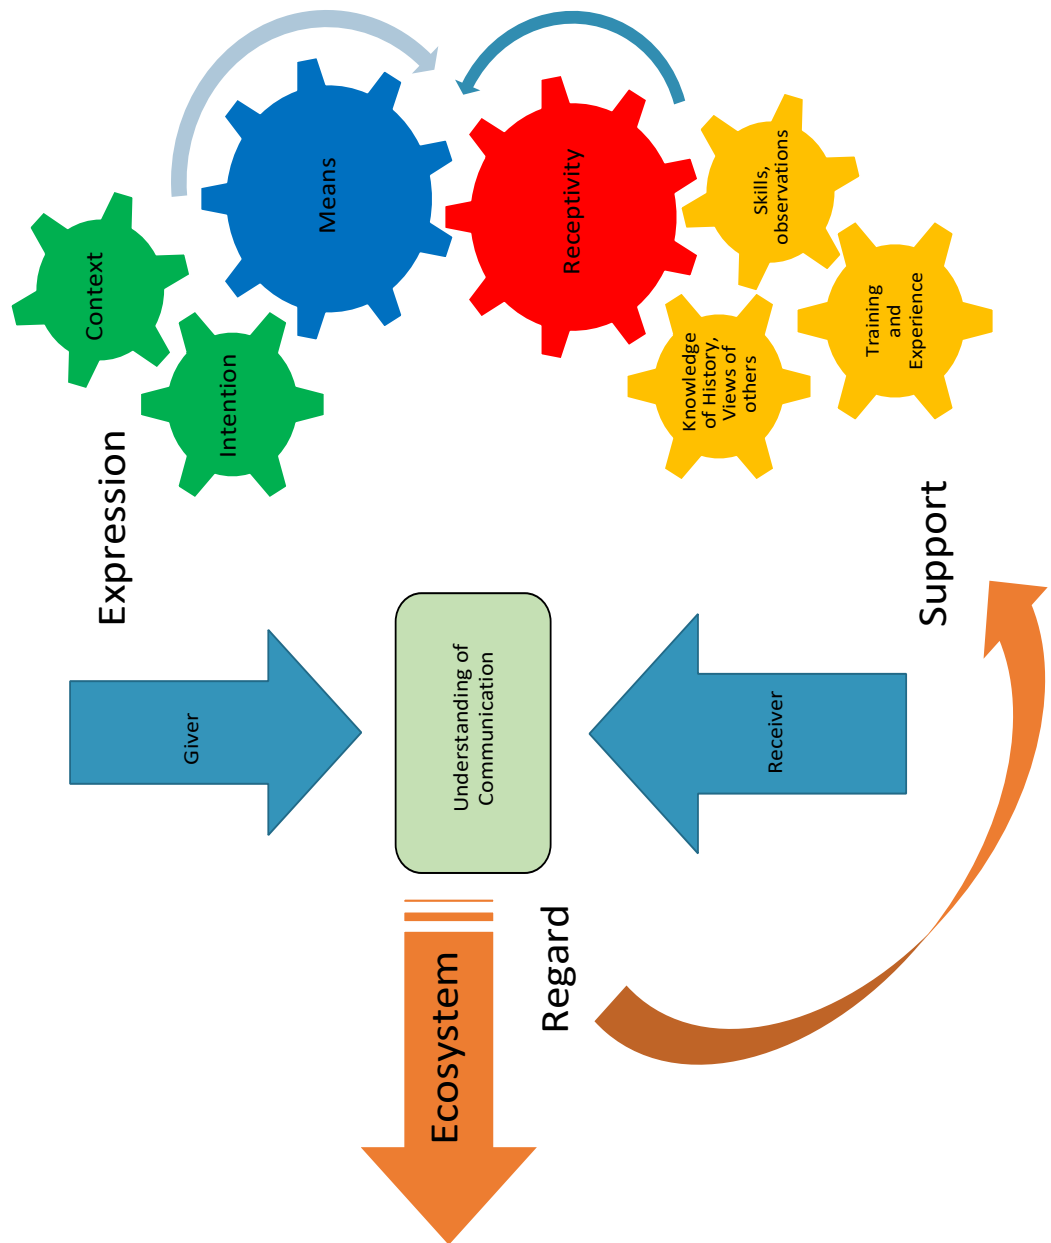 Context
Means
Intention
Receptivity
Skills,
observations
Knowledge
of History,
Views of
others
Training
and
Experience
Expression
Support
Giver
Understanding of
Communication
Receiver
Ecosystem
Regard